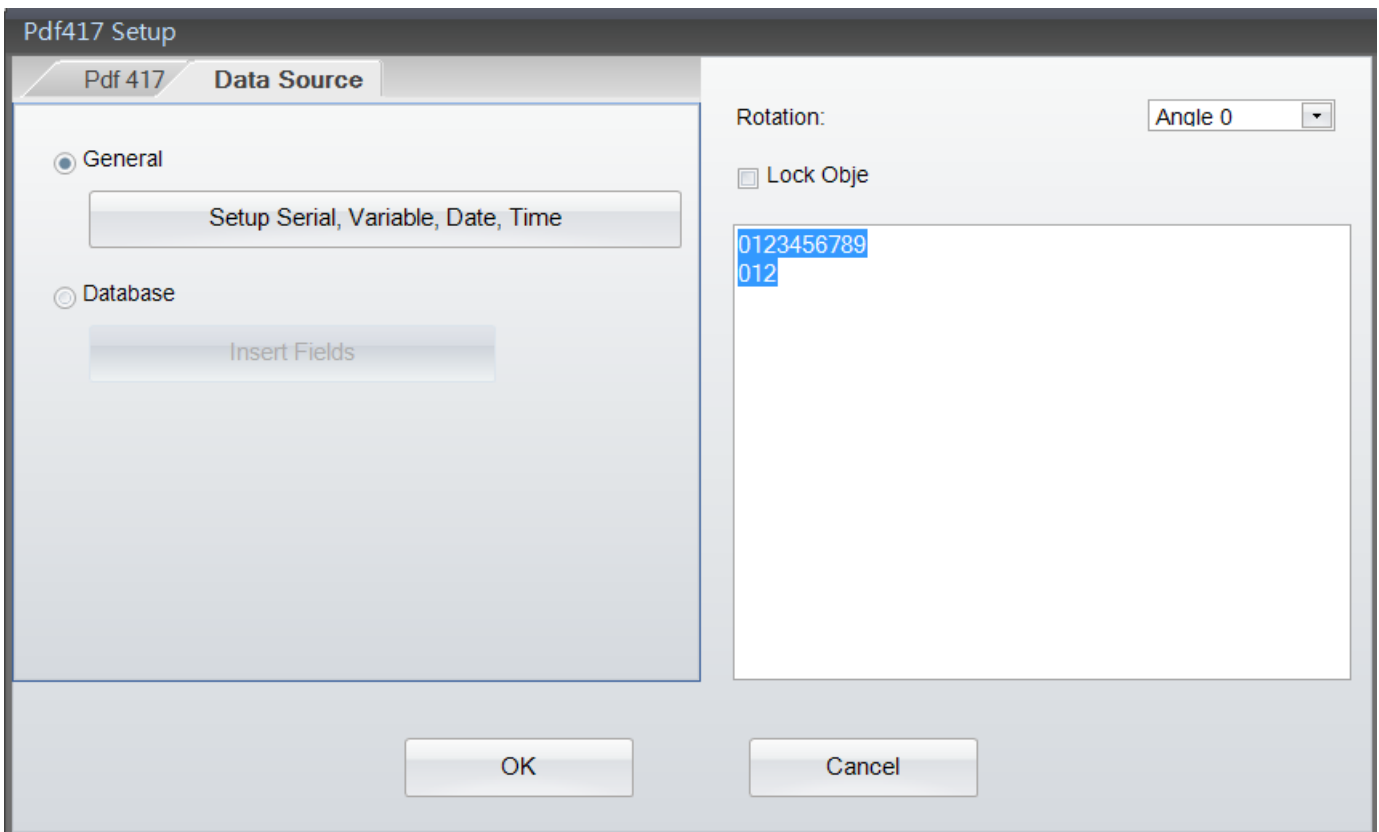 Pdf417 Setup
Pdf 417
Data Source
General
Setup Serial, Variable, Date, Time
Database
Insert Fields
Rotation:
Angle 0
Lock Obje
0123456789
012
OK
Cancel